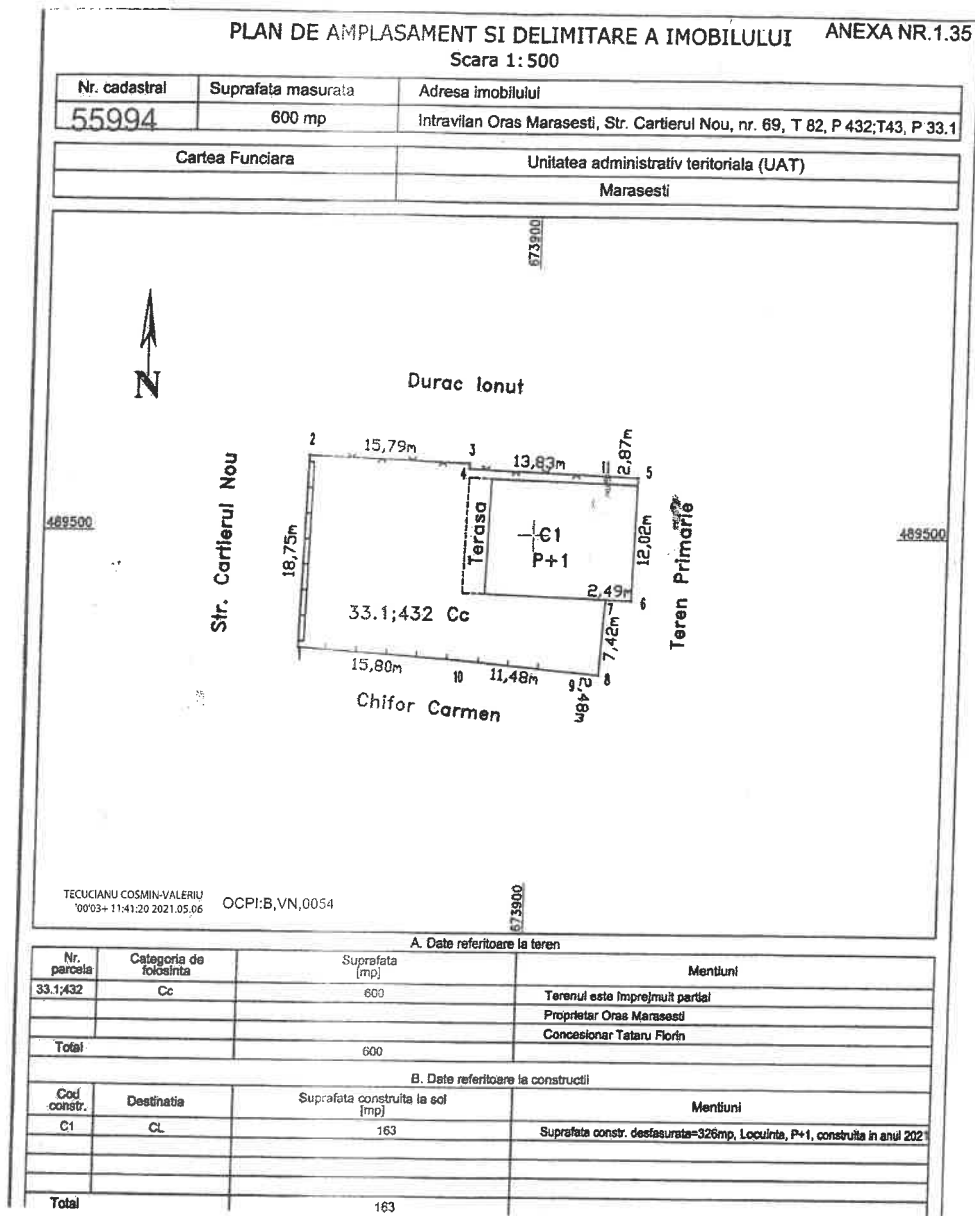 PLAN DE AMPLASAMENT SI DELIMITARE A IMOBILULUI ANEXA NR.1.35
Scara 1:500
Nr. cadastral Suprafata masurata Adresa imobilului
55994 600 mp Intravilan Oras Marasesti, Str. Cartierul Nou, nr. 69, T 82, P 432;T43, P 33.1
Cartea Funciara Unitatea administrativ teritoriala (UAT)
Marasesti
673900
N
Durac Ionut
2 15,79m 3 13,83m 2,87m 5
4
Str. Cartierul Nou
489500
18,75m
Terasa
C1
P+1
12,02m
Teren Primarie
489500
2,49m 6
33.1;432 Cc
7
7,42m
15,80m 10 11,48m 9 2,48m 8
Chifor Carmen
673900
TECUCIANU COSMIN-VALERIU
'00'03+ 11:41:20 2021.05.06
OCPI:B,VN,0054
A. Date referitoare la teren
Nr. parcela Categoria de folosinta Suprafata [mp] Mentiuni
33.1;432 Cc 600 Terenul este imprejmuit partial
Proprietar Oras Marasesti
Concesionar Tataru Florin
Total 600
B. Date referitoare la constructii
Cod constr. Destinatia Suprafata construita la sol [mp] Mentiuni
C1 CL 163 Suprafata constr. desfasurata=326mp, Locuinta, P+1, construita in anul 2021
Total 163